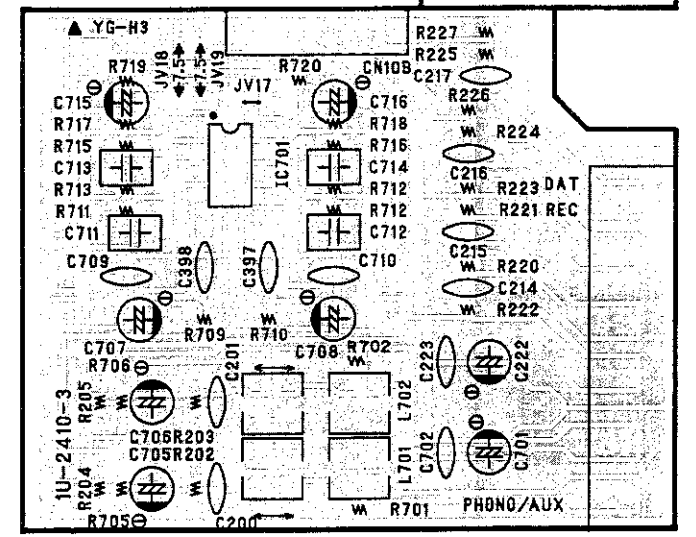 ▲ YG-H3
R227
R225
C217
R719
JV18
7.5
7.5
JV19
R720
CN10B
JV17
C715
C716
R226
R717
R718
R224
R715
IC701
R716
C713
C714
C216
R713
R712
R223 DAT
R711
R712
R221 REC
C711
C712
C215
C709
C398
C397
C710
R220
C214
R222
R709
R710
C707
C708
R702
R706
C201
C223
C222
R205
L702
1U-2410-3
C706R203
C705R202
L701
C702
C701
R204
R705
C200
R701
PHONO/AUX